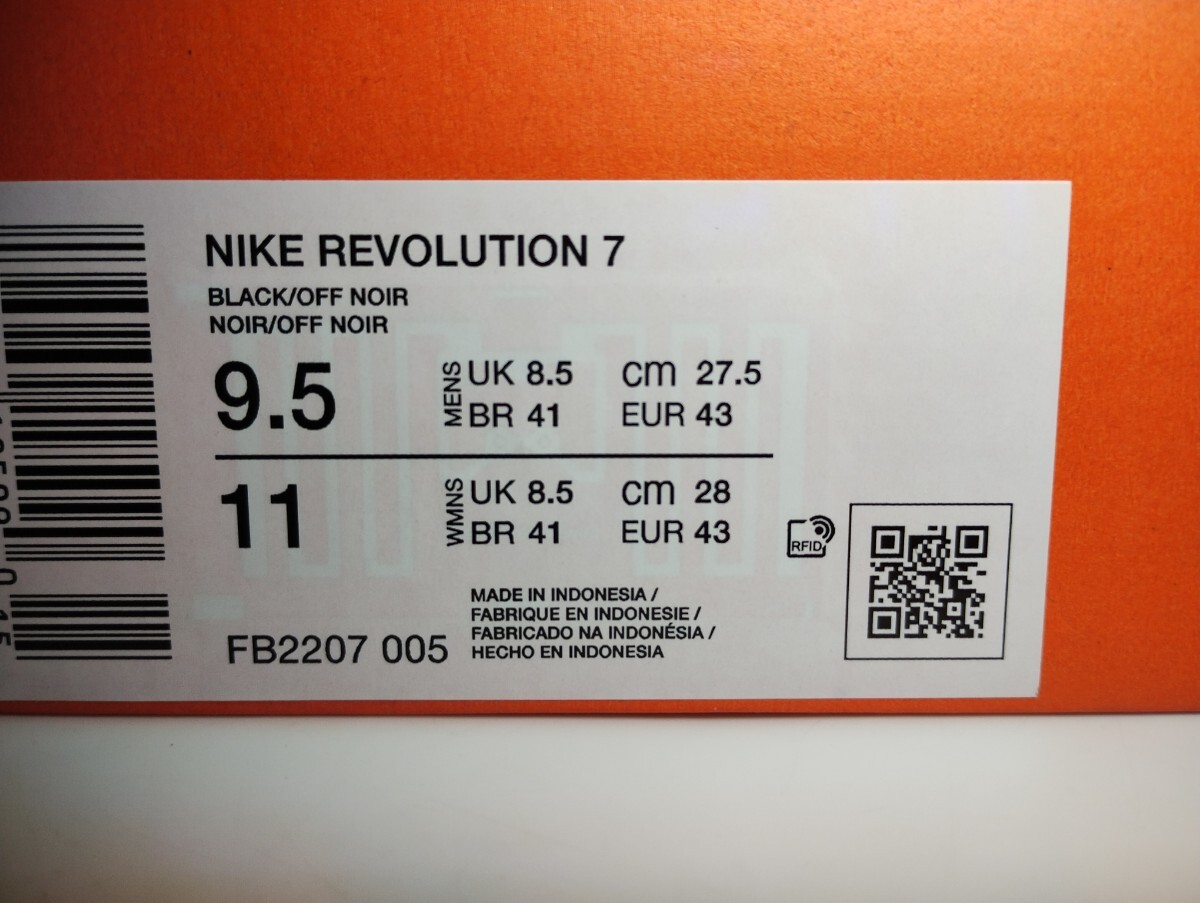 NIKE REVOLUTION 7
BLACK/OFF NOIR
NOIR/OFF NOIR
9.5
MENS
UK 8.5 cm 27.5
BR 41 EUR 43
11
WMNS
UK 8.5 cm 28
BR 41 EUR 43
RFID
FB2207 005
MADE IN INDONESIA /
FABRIQUE EN INDONESIE /
FABRICADO NA INDONÉSIA /
HECHO EN INDONESIA